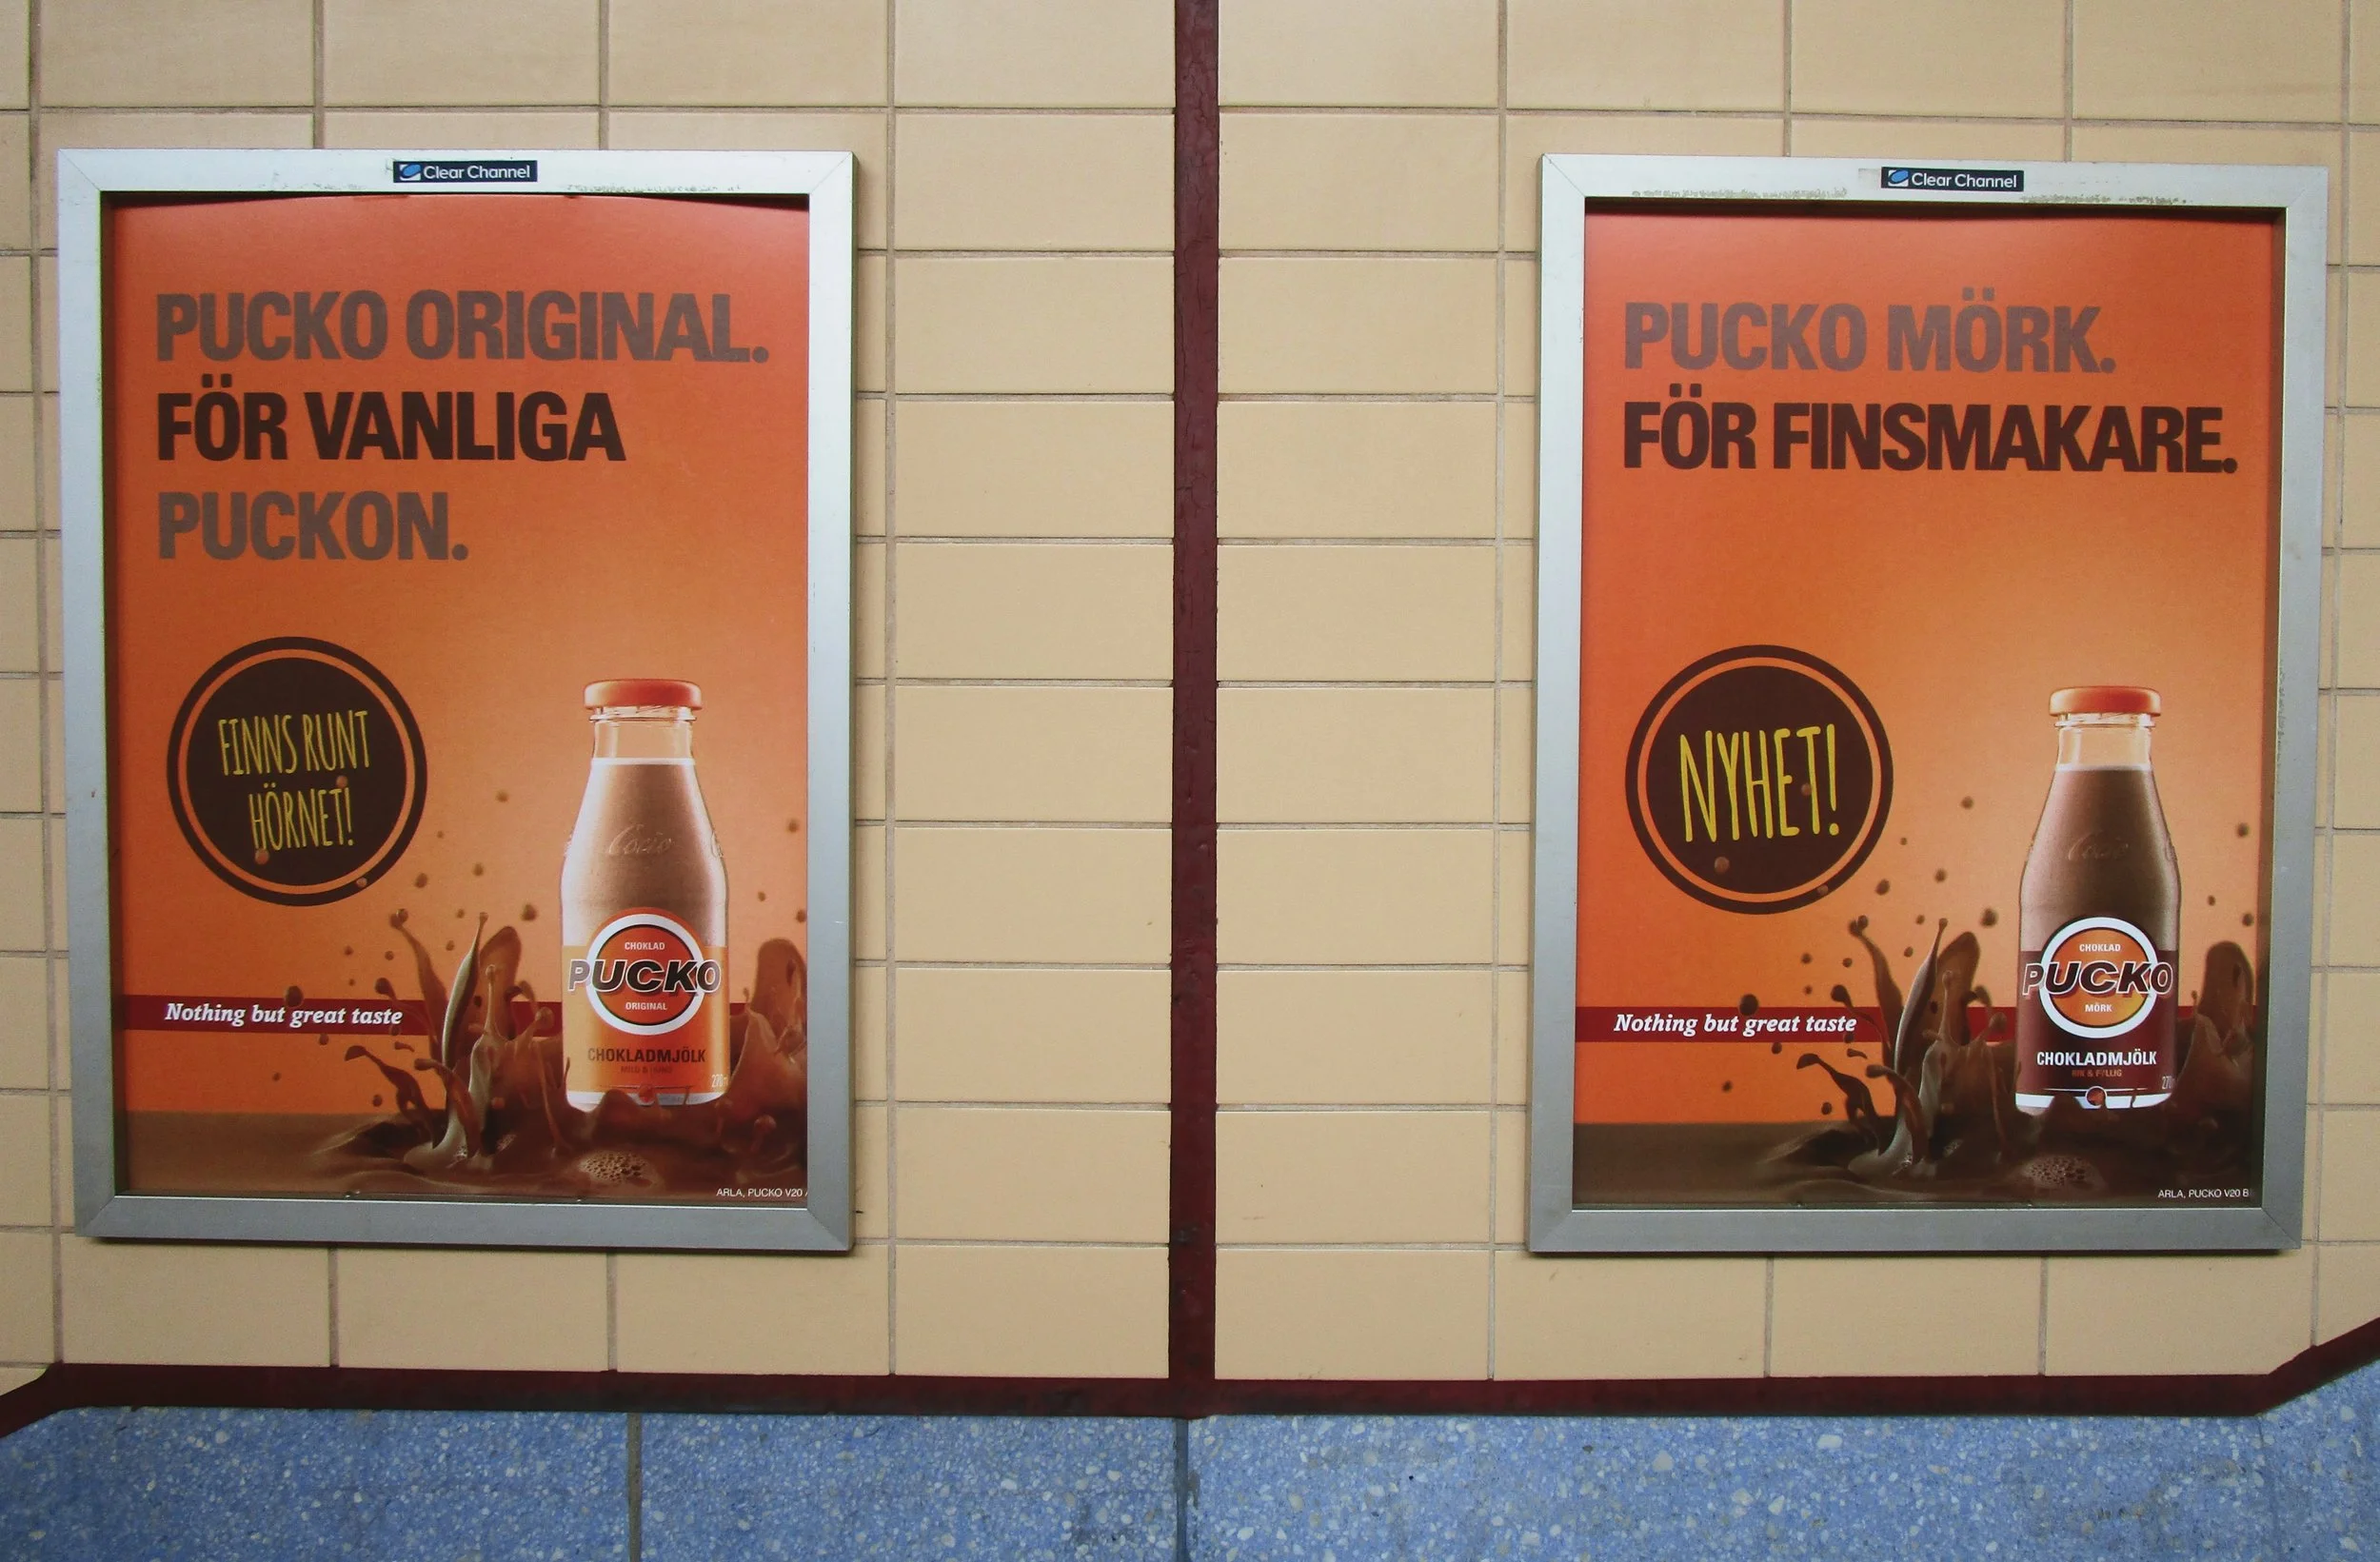 Clear Channel
PUCKO ORIGINAL.
FÖR VANLIGA
PUCKON.
FINNS RUNT
HÖRNET!
Cocio
CHOKLAD
PUCKO
ORIGINAL
Nothing but great taste
CHOKLADMJÖLK
ARLA, PUCKO V20
Clear Channel
PUCKO MÖRK.
FÖR FINSMAKARE.
NYHET!
Cocio
CHOKLAD
PUCKO
MÖRK
Nothing but great taste
CHOKLADMJÖLK
ARLA, PUCKO V20 B